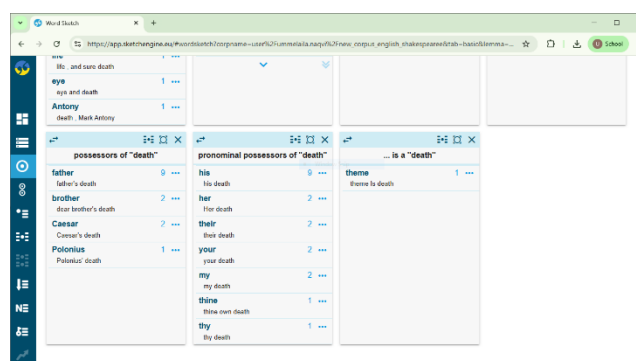 Word Sketch
https://app.sketchengine.eu/#wordsketch?corpname=user%2Fummelaila.naqvi%2Fnew_corpus_english_shakespearee&tab=basic&lemma=...
School
life 1 ...
life , and sure death
eye 1 ...
eye and death
Antony 1 ...
death , Mark Antony
possessors of "death"
father 9 ...
father's death
brother 2 ...
dear brother's death
Caesar 2 ...
Caesar's death
Polonius 1 ...
Polonius' death
pronominal possessors of "death"
his 9 ...
his death
her 2 ...
Her death
their 2 ...
their death
your 2 ...
your death
my 2 ...
my death
thine 1 ...
thine own death
thy 1 ...
thy death
... is a "death"
theme 1 ...
theme Is death